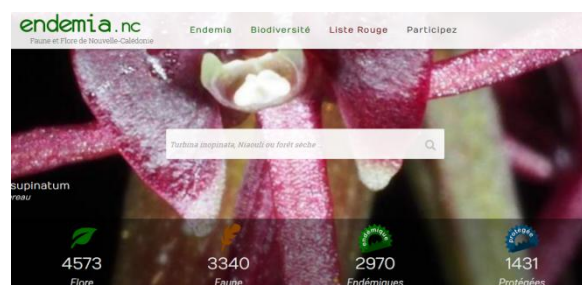 endemia.nc
Faune et Flore de Nouvelle-Calédonie
Endemia Biodiversité Liste Rouge Participez
Turbina inopinata, Niaouli ou forêt sèche
supinatum
ereau
endémique protégée
4573 3340 2970 1431
Flore Faune Endémiques Protégées